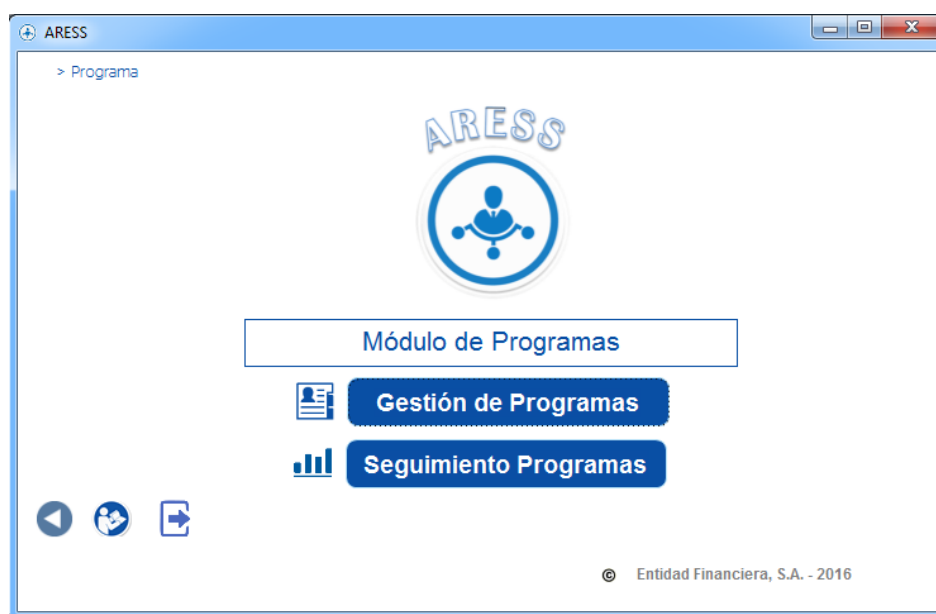 ARESS
> Programa
ARESS
Módulo de Programas
Gestión de Programas
Seguimiento Programas
© Entidad Financiera, S.A. - 2016